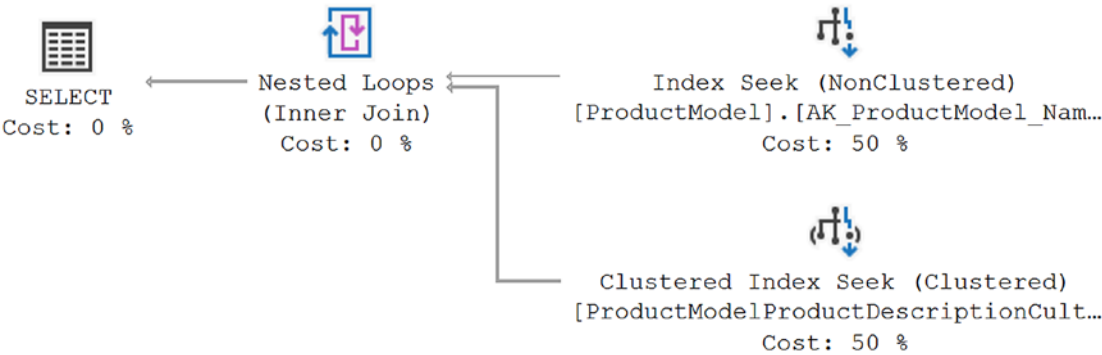 SELECT
Cost: 0 %
Nested Loops
(Inner Join)
Cost: 0 %
Index Seek (NonClustered)
[ProductModel].[AK_ProductModel_Nam…
Cost: 50 %
Clustered Index Seek (Clustered)
[ProductModelProductDescriptionCult…
Cost: 50 %